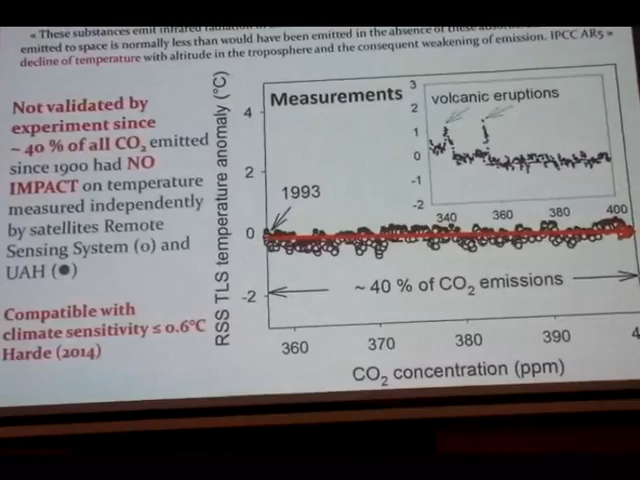 « These substances emit infrared radiation in
emitted to space is normally less than would have been emitted in the absence of these
decline of temperature with altitude in the troposphere and the consequent weakening of emission. IPCC AR5 »
Not validated by
experiment since
~ 40 % of all CO₂ emitted
since 1900 had NO
IMPACT on temperature
measured independently
by satellites Remote
Sensing System (o) and
UAH (●)
Compatible with
climate sensitivity ≤ 0.6°C
Harde (2014)
RSS TLS temperature anomaly (°C)
4
2
0
-2
Measurements
1993
3
2
1
0
-1
-2
volcanic eruptions
340
360
380
400
~ 40 % of CO₂ emissions
360
370
380
390
4
CO₂ concentration (ppm)